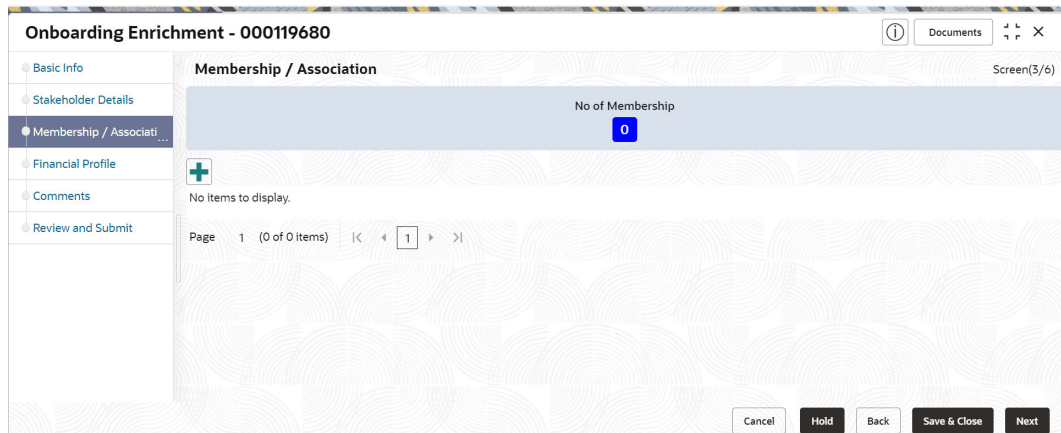 Onboarding Enrichment - 000119680
Documents
Basic Info
Stakeholder Details
Membership / Associati...
Financial Profile
Comments
Review and Submit
Membership / Association
Screen(3/6)
No of Membership
0
No items to display.
Page 1 (0 of 0 items) 1
Cancel Hold Back Save & Close Next